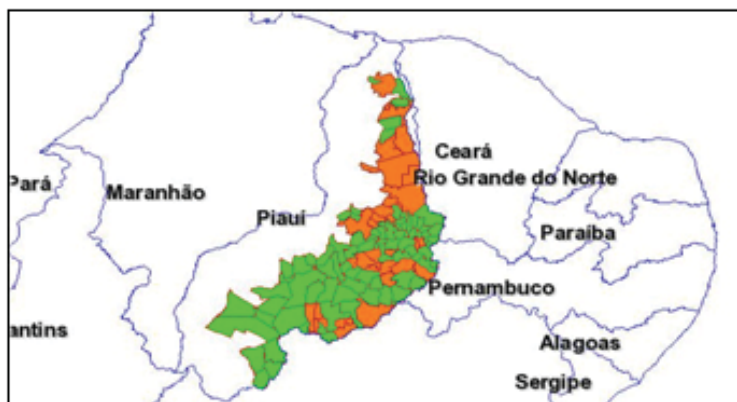 Ceará
Pará
Maranhão
Rio Grande do Norte
Piauí
Paraíba
Pernambuco
antins
Alagoas
Sergipe